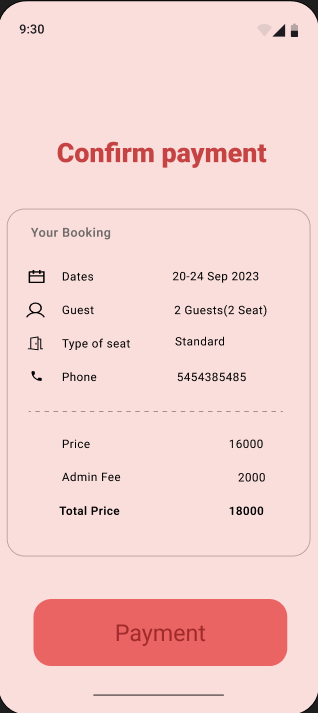 9:30
Confirm payment
Your Booking
Dates 20-24 Sep 2023
Guest 2 Guests(2 Seat)
Type of seat Standard
Phone 5454385485
Price 16000
Admin Fee 2000
Total Price 18000
Payment